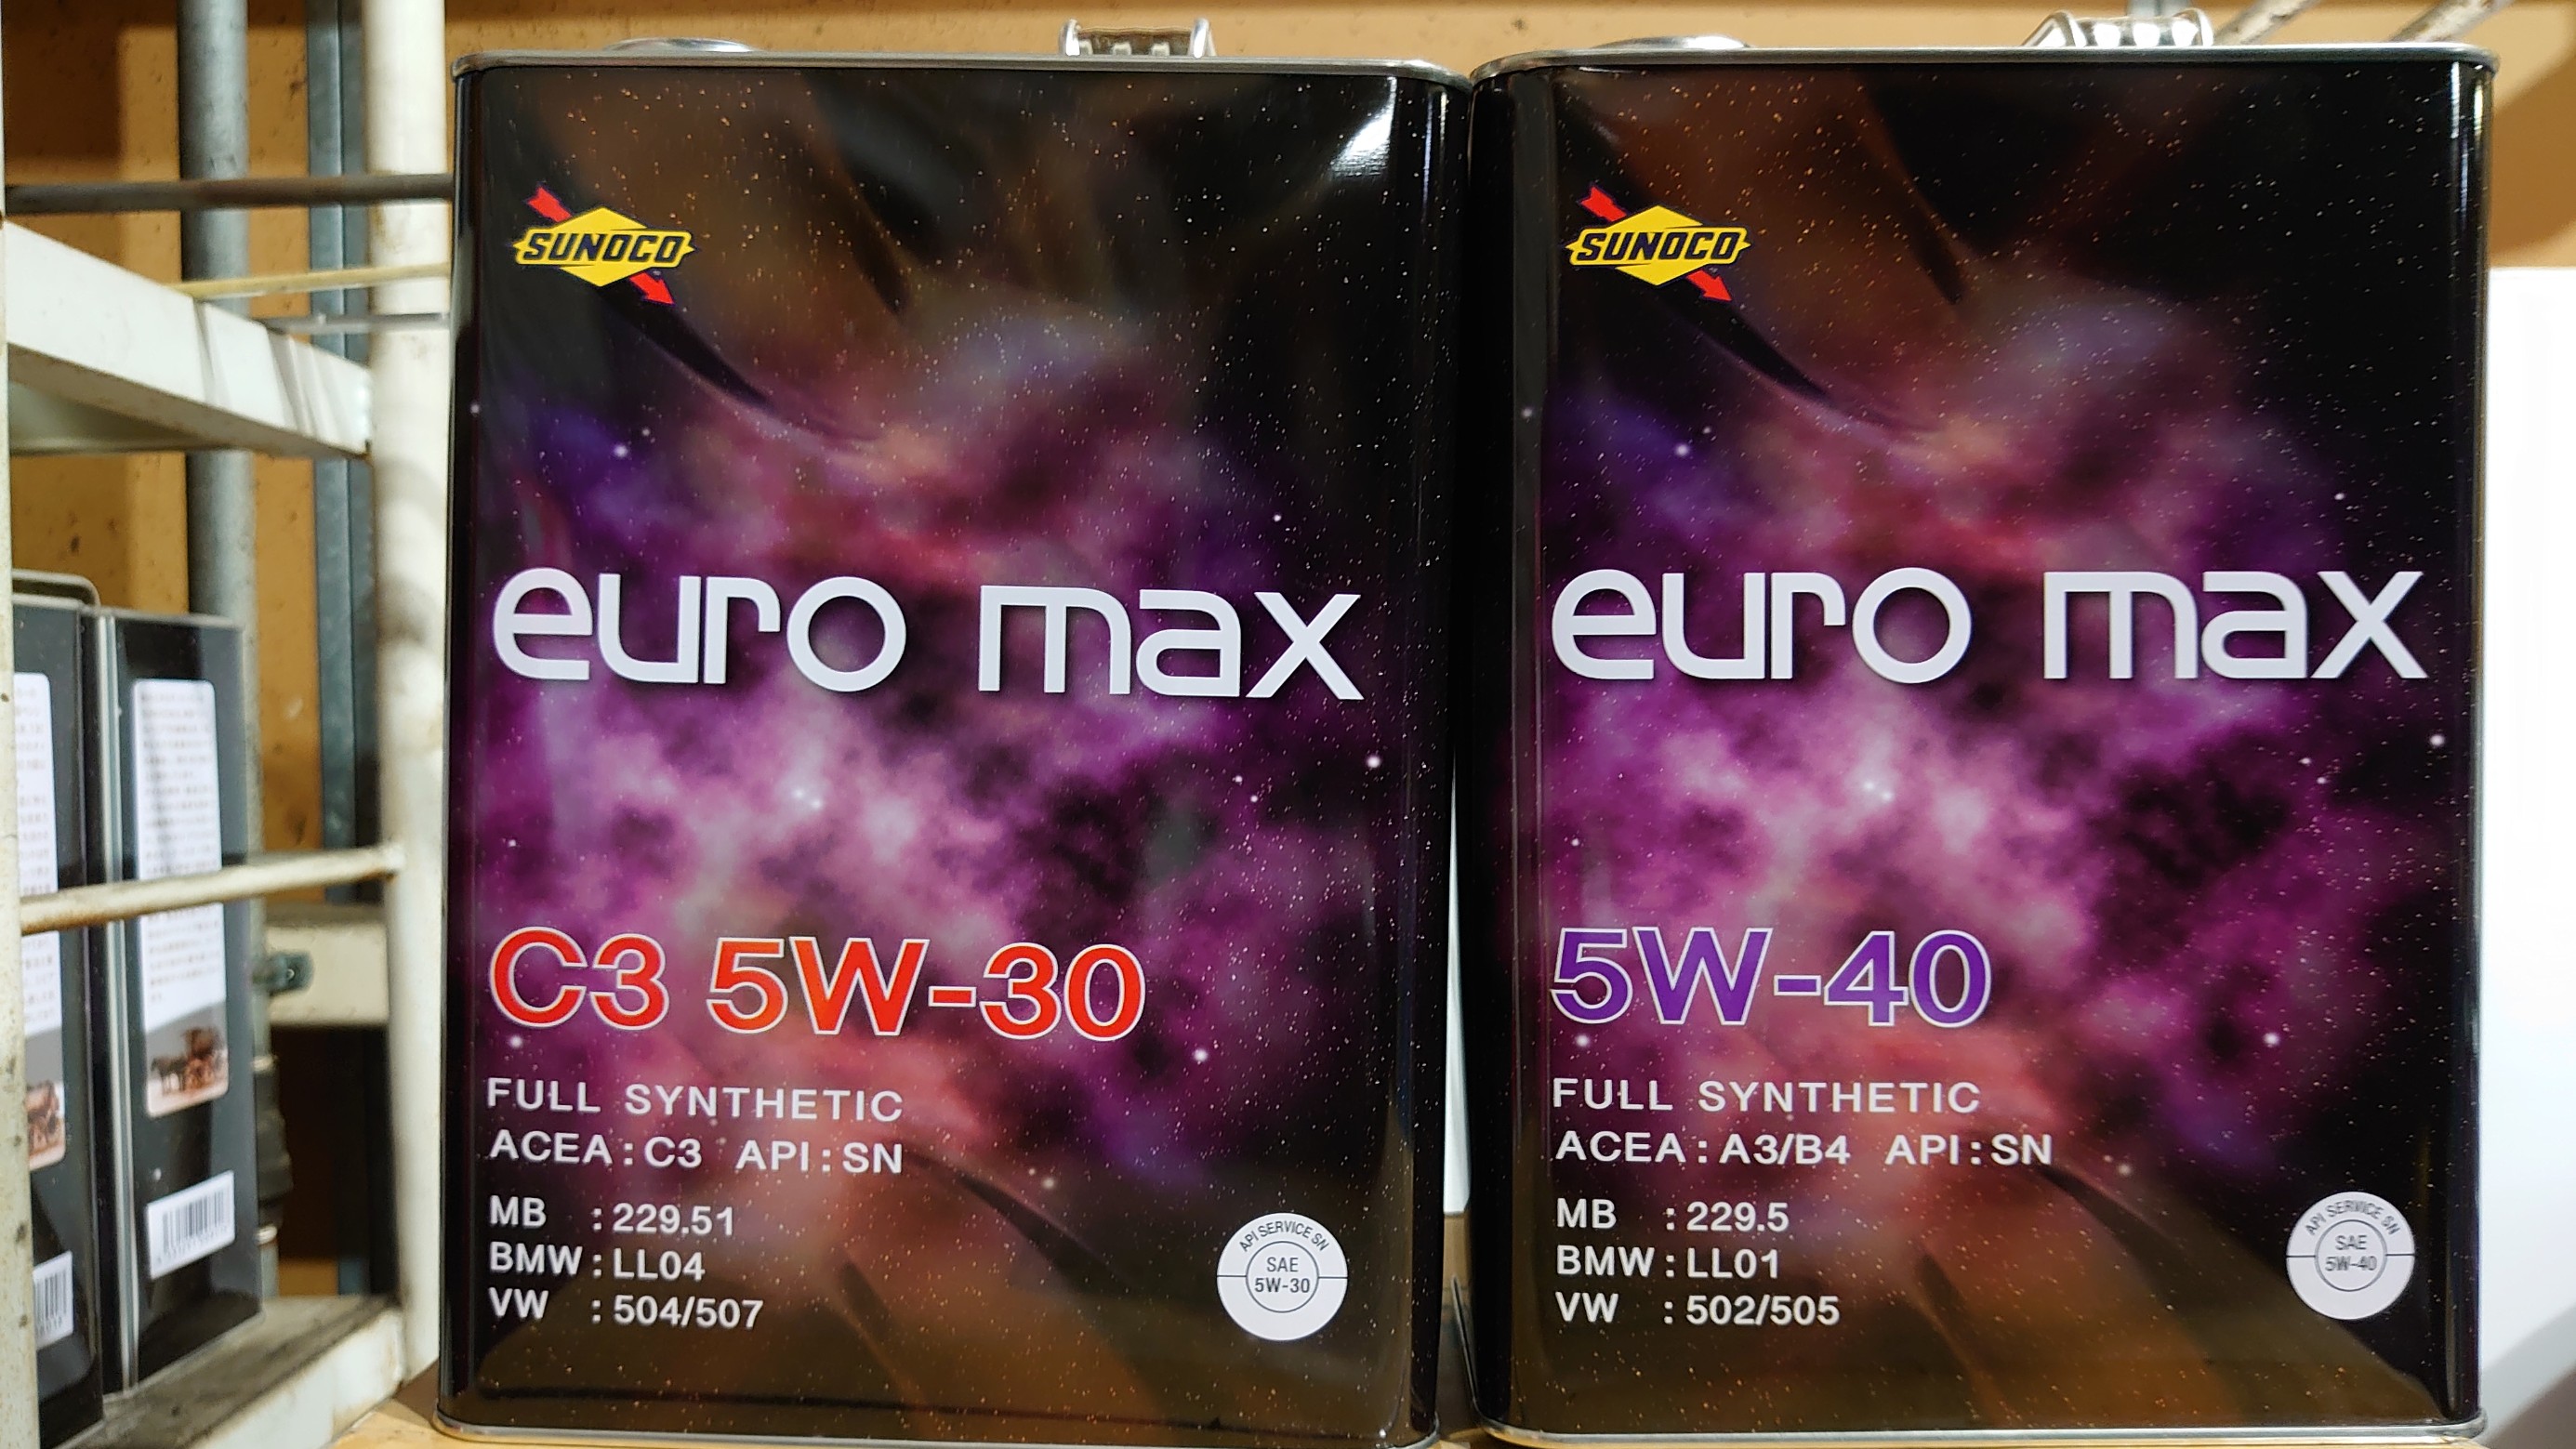 SUNOCO
euro max
C3 5W-30
FULL SYNTHETIC
ACEA : C3 API : SN
MB : 229.51
BMW : LL04
VW : 504/507
API SERVICE SN
SAE
5W-30
SUNOCO
euro max
5W-40
FULL SYNTHETIC
ACEA : A3/B4 API : SN
MB : 229.5
BMW : LL01
VW : 502/505
API SERVICE SN
SAE
5W-40